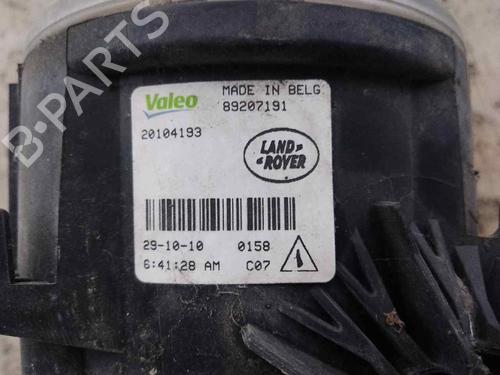 Valeo
MADE IN BELG
89207191
20104193
LAND
ROVER
29-10-10
0158
6:41:28 AM
C07
B-Parts